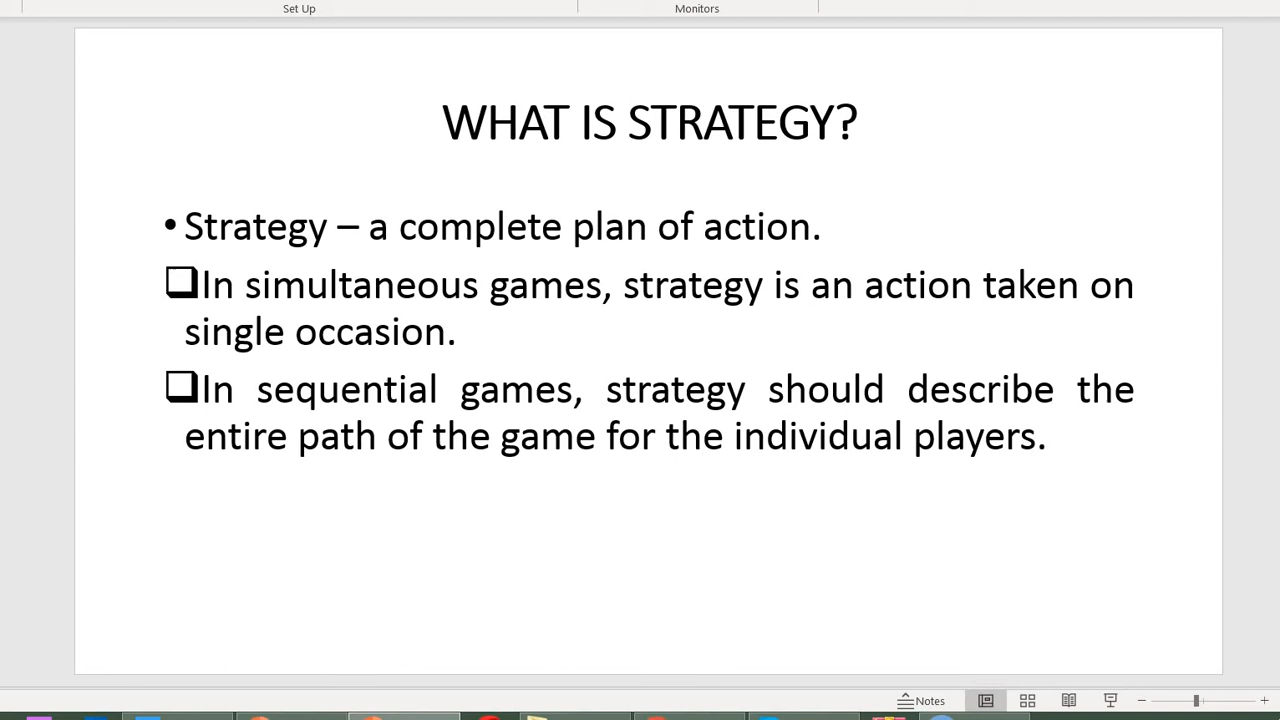 Set Up Monitors
WHAT IS STRATEGY?
• Strategy – a complete plan of action.
❑In simultaneous games, strategy is an action taken on
single occasion.
❑In sequential games, strategy should describe the
entire path of the game for the individual players.
Notes